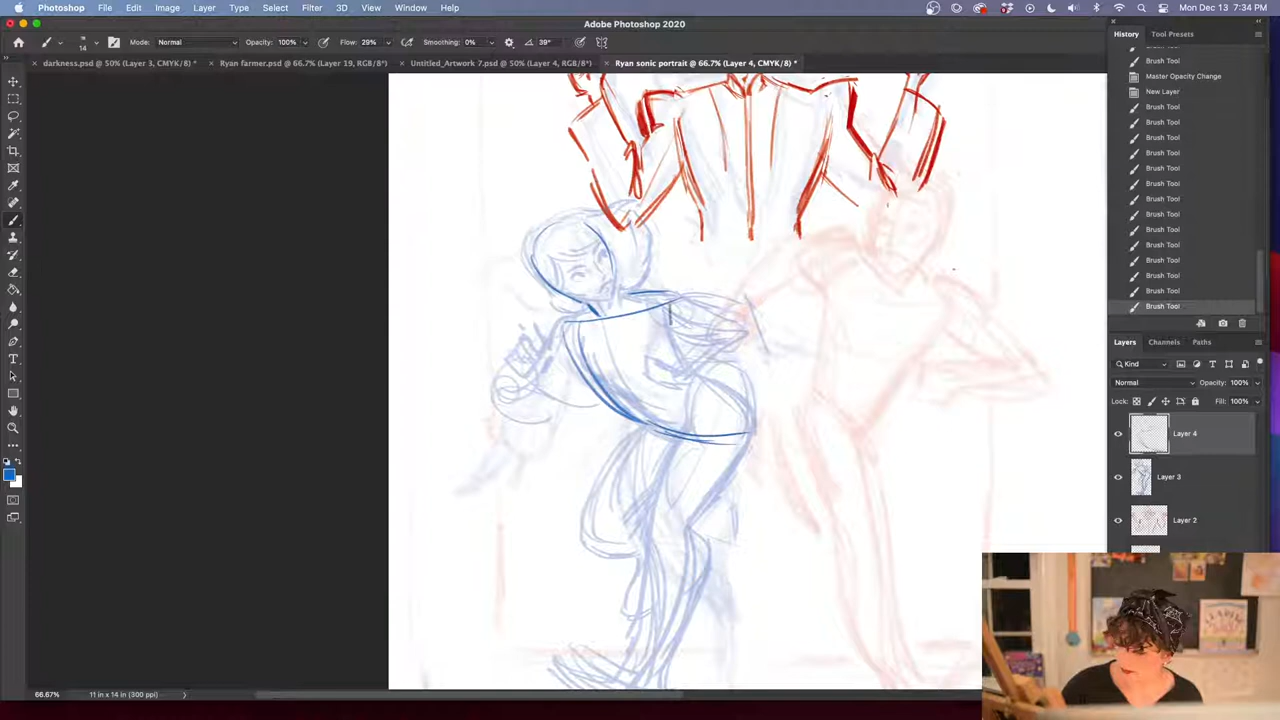 Photoshop File Edit Image Layer Type Select Filter 3D View Window Help Mon Dec 13 7:34 PM
Adobe Photoshop 2020
14 Mode: Normal Opacity: 100% Flow: 29% Smoothing: 0% 39°
darkness.psd @ 50% (Layer 3, CMYK/8) *
Ryan farmer.psd @ 66.7% (Layer 19, RGB/8*)
Untitled_Artwork 7.psd @ 50% (Layer 4, RGB/8*)
Ryan sonic portrait @ 66.7% (Layer 4, CMYK/8) *
History Tool Presets
Brush Tool
Master Opacity Change
New Layer
Brush Tool
Brush Tool
Brush Tool
Brush Tool
Brush Tool
Brush Tool
Brush Tool
Brush Tool
Brush Tool
Brush Tool
Brush Tool
Brush Tool
Brush Tool
Brush Tool
Layers Channels Paths
Kind
Normal Opacity: 100%
Lock: Fill: 100%
Layer 4
Layer 3
Layer 2
66.67% 11 in x 14 in (300 ppi)